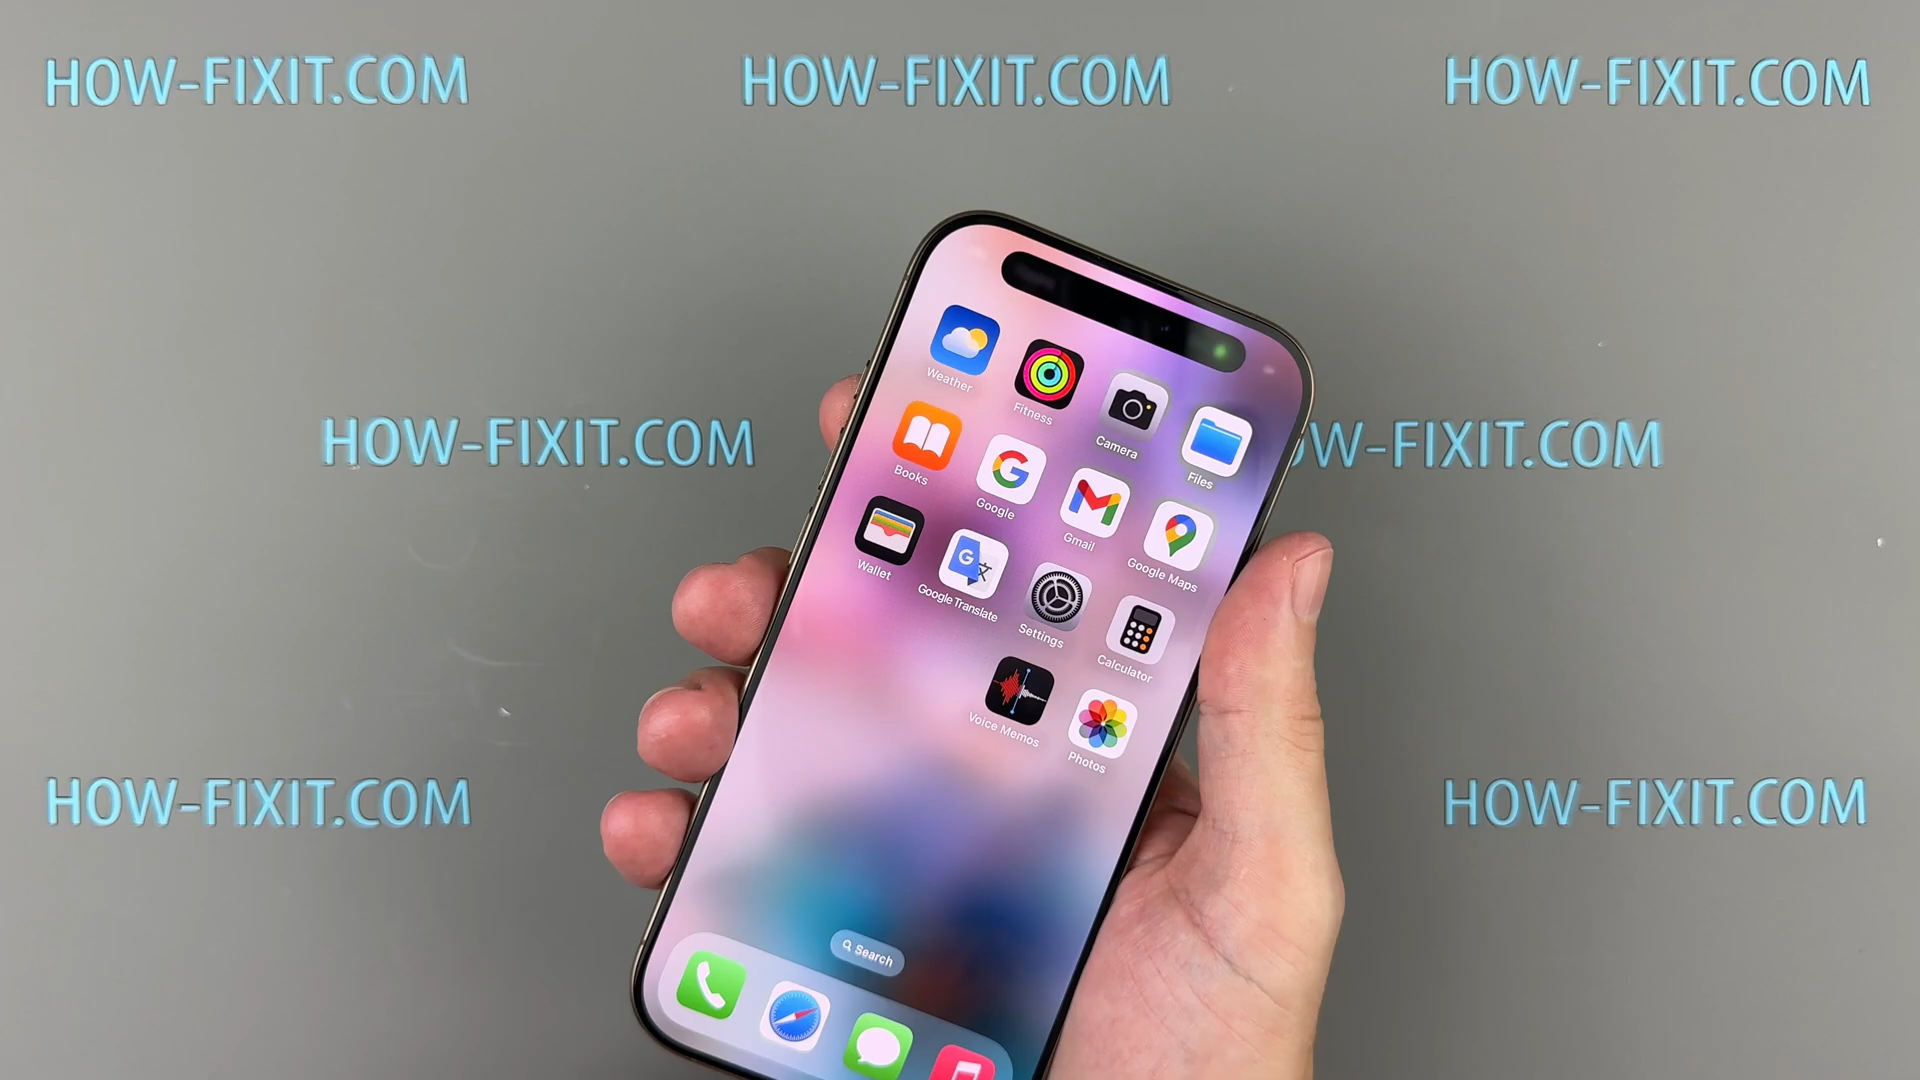 HOW-FIXIT.COM
HOW-FIXIT.COM
HOW-FIXIT.COM
HOW-FIXIT.COM
W-FIXIT.COM
Weather
Fitness
Camera
Files
Books
Google
Gmail
Google Maps
Wallet
Google Translate
Settings
Calculator
Voice Memos
Photos
Search
HOW-FIXIT.COM
HOW-FIXIT.COM